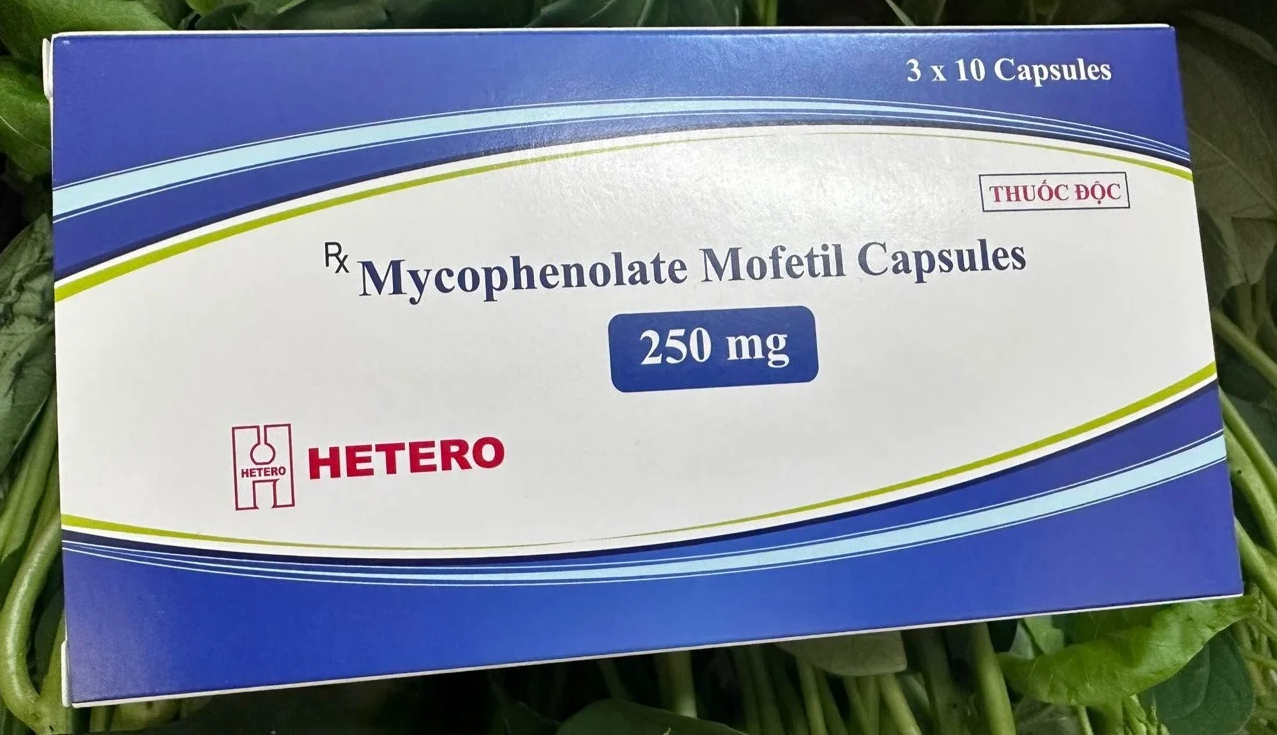 3 x 10 Capsules
THUỐC ĐỘC
Rx Mycophenolate Mofetil Capsules
250 mg
HETERO
HETERO